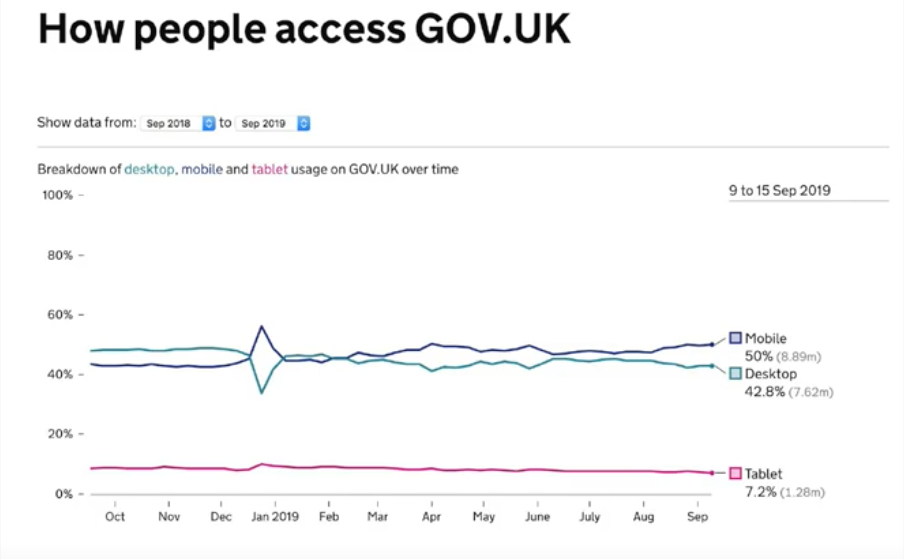 How people access GOV.UK
Show data from: Sep 2018 to Sep 2019
Breakdown of desktop, mobile and tablet usage on GOV.UK over time
9 to 15 Sep 2019
100%
80%
60%
40%
20%
0%
Mobile
50% (8.89m)
Desktop
42.8% (7.62m)
Tablet
7.2% (1.28m)
Oct Nov Dec Jan 2019 Feb Mar Apr May June July Aug Sep